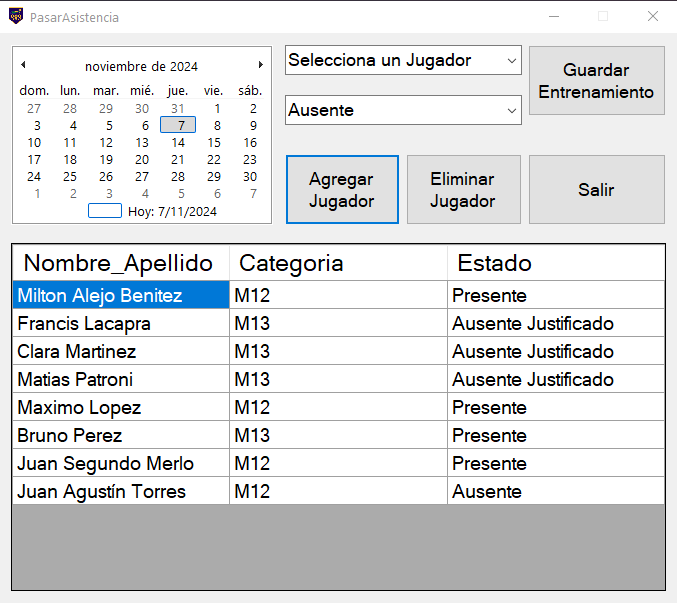 PasarAsistencia
noviembre de 2024
dom. lun. mar. mié. jue. vie. sáb.
27 28 29 30 31 1 2
3 4 5 6 7 8 9
10 11 12 13 14 15 16
17 18 19 20 21 22 23
24 25 26 27 28 29 30
1 2 3 4 5 6 7
Hoy: 7/11/2024
Selecciona un Jugador
Ausente
Guardar
Entrenamiento
Agregar
Jugador
Eliminar
Jugador
Salir
Nombre_Apellido Categoria Estado
Milton Alejo Benitez M12 Presente
Francis Lacapra M13 Ausente Justificado
Clara Martinez M13 Ausente Justificado
Matias Patroni M13 Ausente Justificado
Maximo Lopez M12 Presente
Bruno Perez M13 Presente
Juan Segundo Merlo M12 Presente
Juan Agustín Torres M12 Ausente